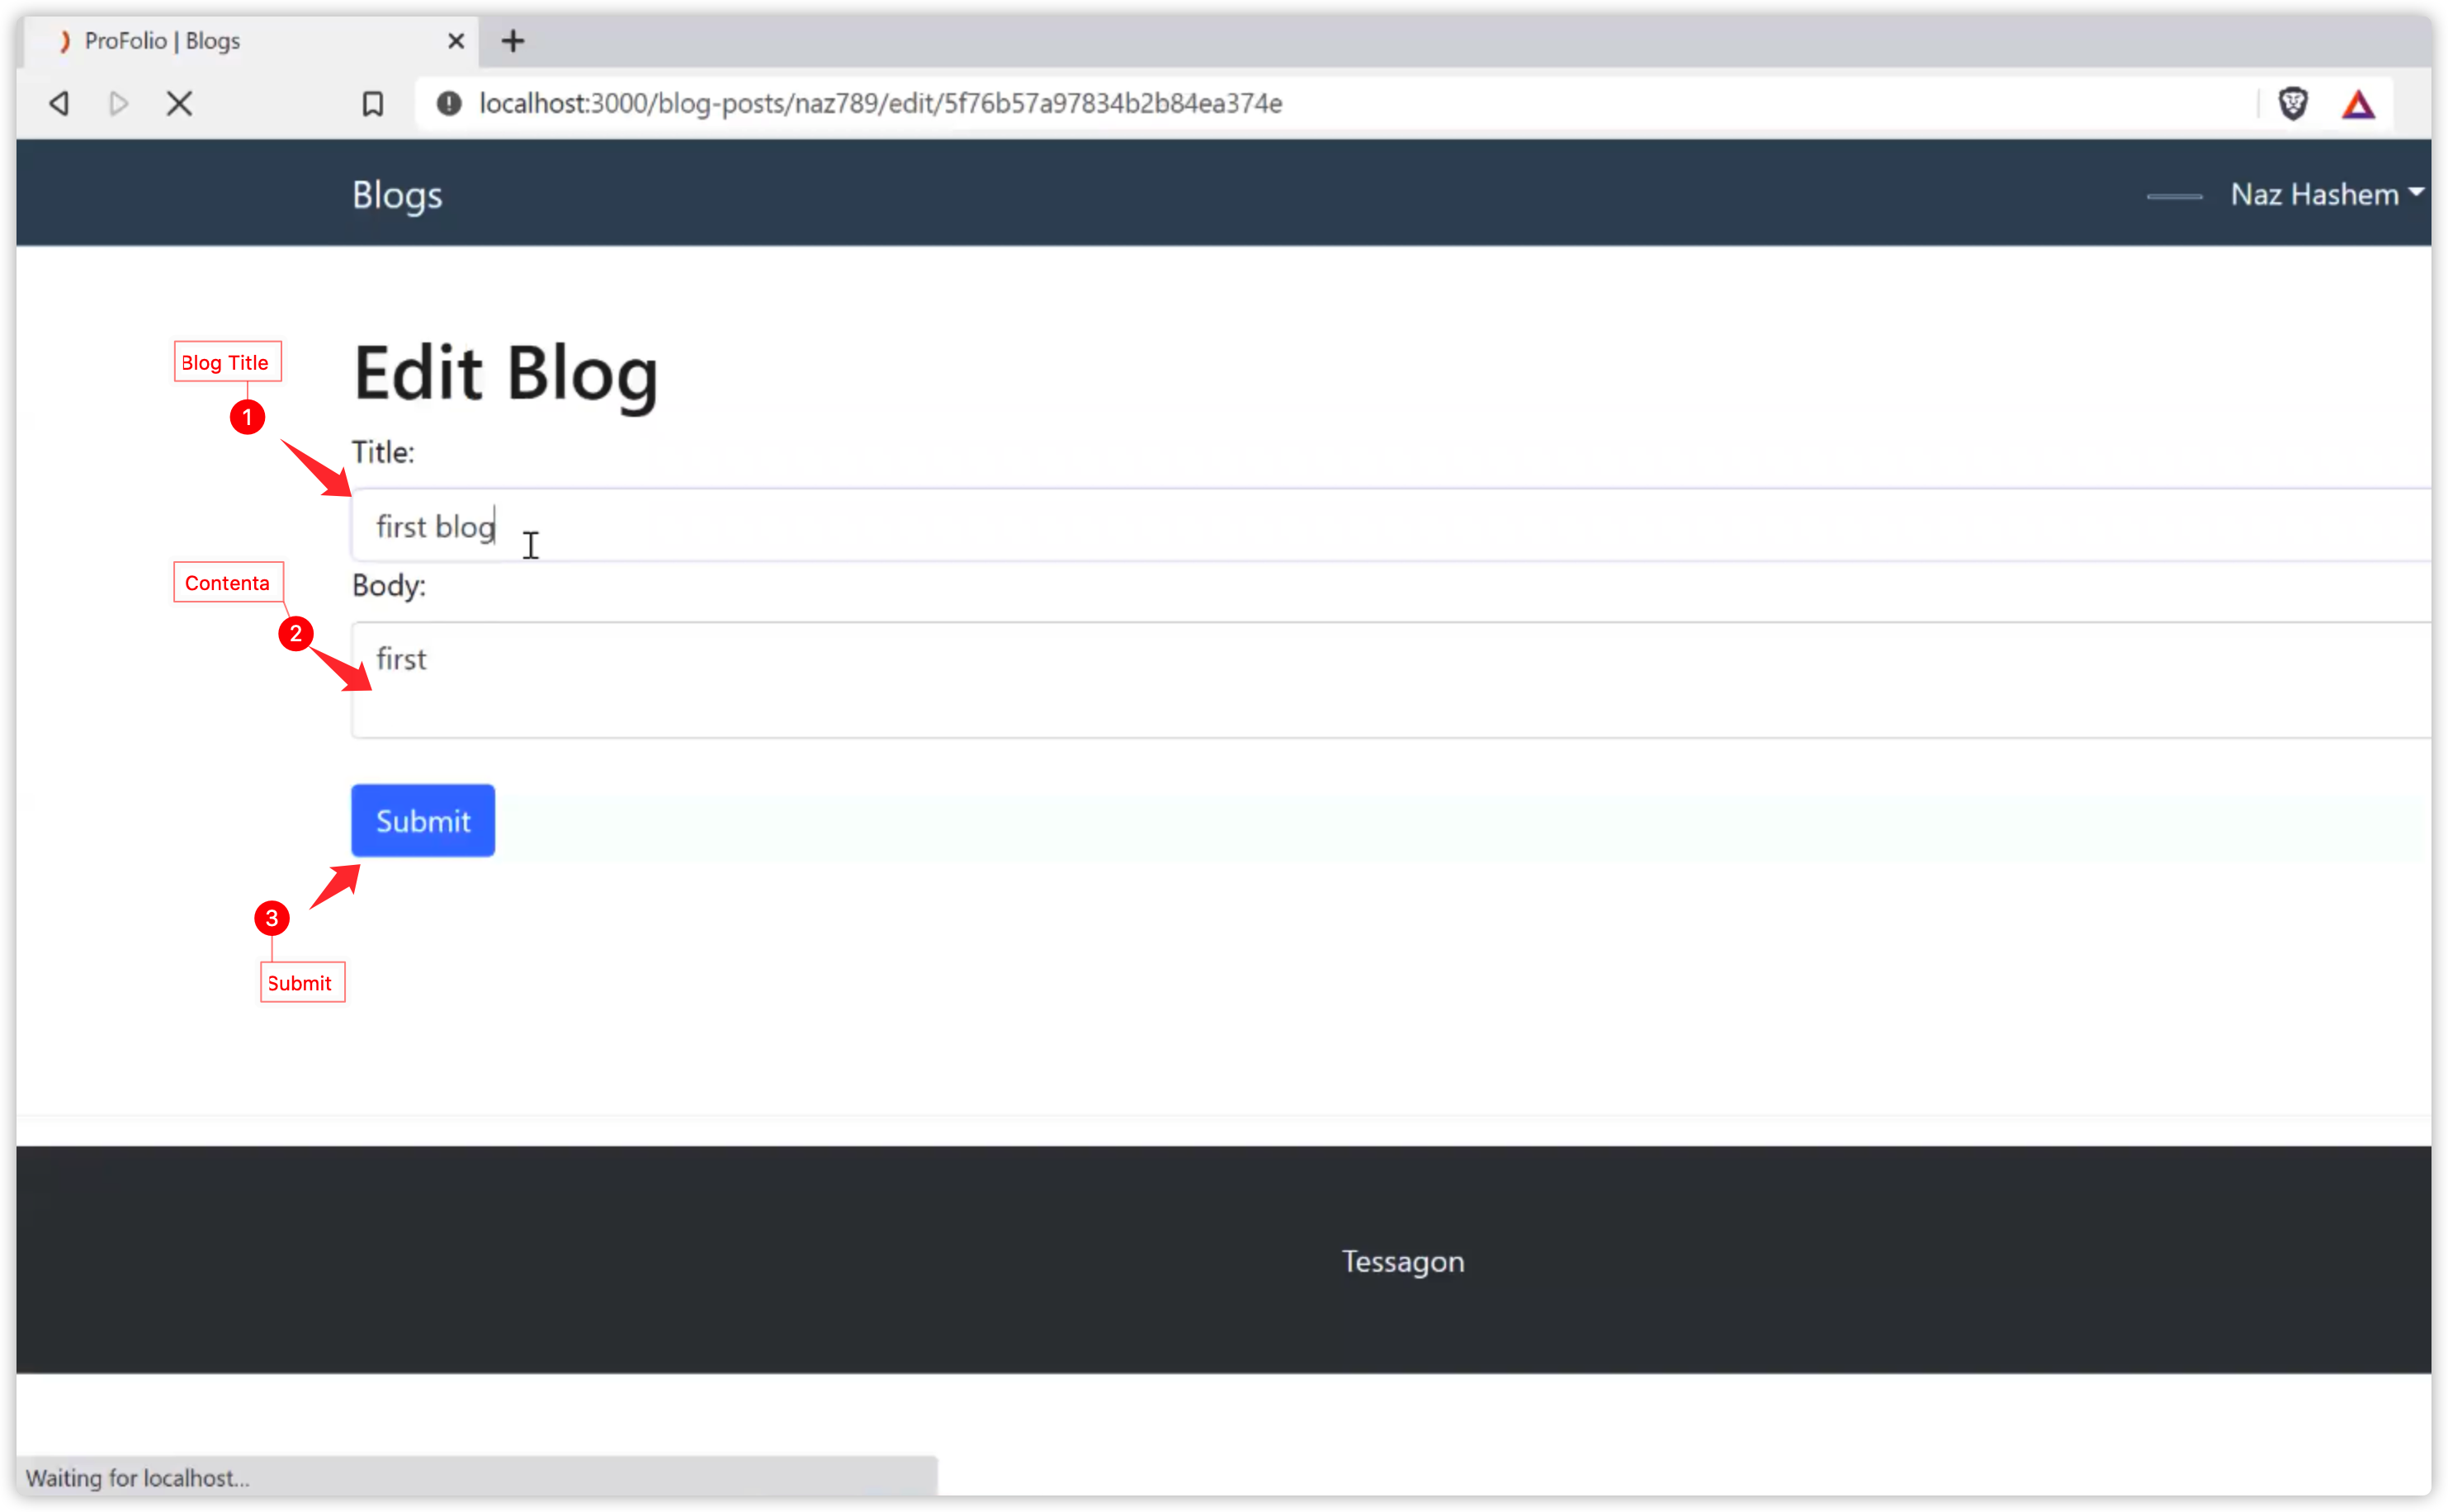 ProFolio | Blogs
localhost:3000/blog-posts/naz789/edit/5f76b57a97834b2b84ea374e
Blogs
Naz Hashem
Blog Title
1
Edit Blog
Title:
first blog
Contenta
2
Body:
first
Submit
3
Submit
Tessagon
Waiting for localhost...